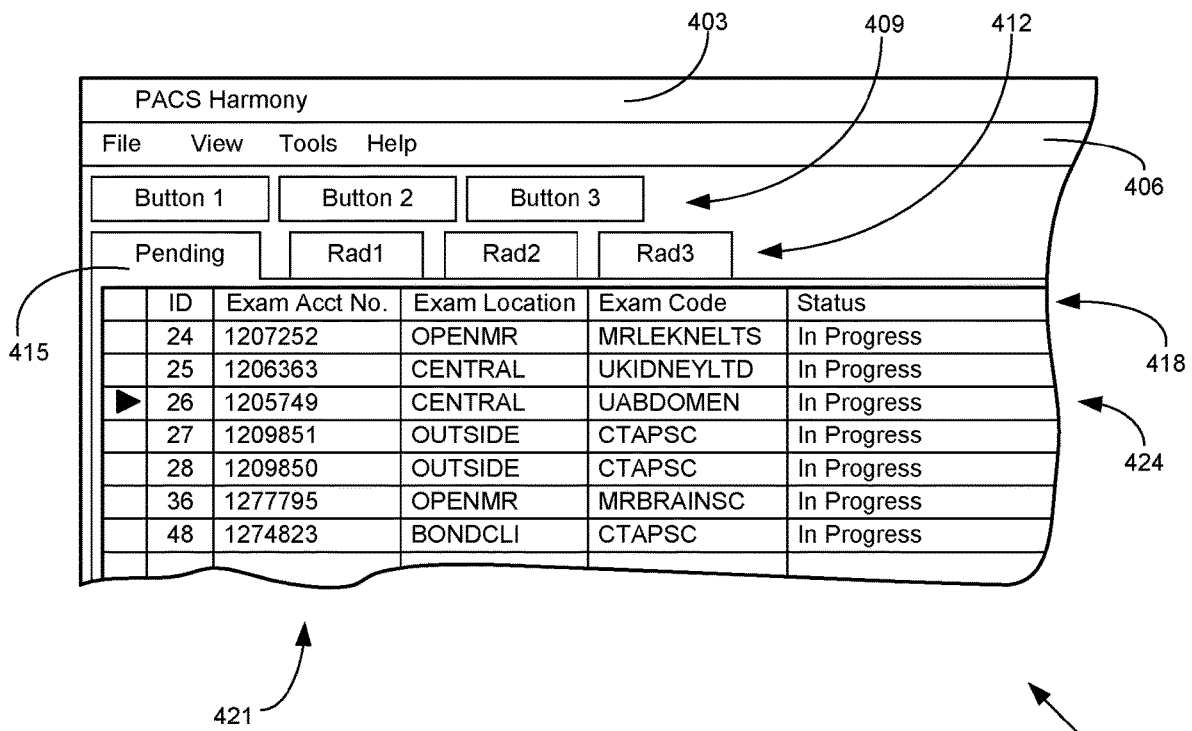 403 409 412
PACS Harmony
File View Tools Help
406
Button 1 Button 2 Button 3
Pending Rad1 Rad2 Rad3
ID Exam Acct No. Exam Location Exam Code Status
24 1207252 OPENMR MRLEKNELTS In Progress
415
418
25 1206363 CENTRAL UKIDNEYLTD In Progress
26 1205749 CENTRAL UABDOMEN In Progress
27 1209851 OUTSIDE CTAPSC In Progress
424
28 1209850 OUTSIDE CTAPSC In Progress
36 1277795 OPENMR MRBRAINSC In Progress
48 1274823 BONDCLI CTAPSC In Progress
421